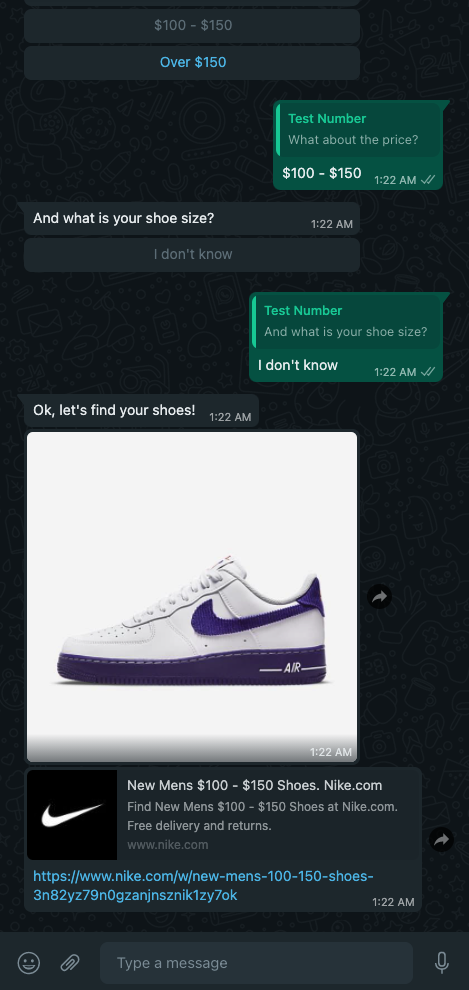 $100 - $150
Over $150
Test Number
What about the price?
$100 - $150
1:22 AM
And what is your shoe size?
1:22 AM
I don't know
Test Number
And what is your shoe size?
I don't know
1:22 AM
Ok, let's find your shoes!
1:22 AM
AIR
1:22 AM
New Mens $100 - $150 Shoes. Nike.com
Find New Mens $100 - $150 Shoes at Nike.com.
Free delivery and returns.
www.nike.com
https://www.nike.com/w/new-mens-100-150-shoes-
3n82yz79n0gzanjnsznik1zy7ok
1:22 AM
Type a message